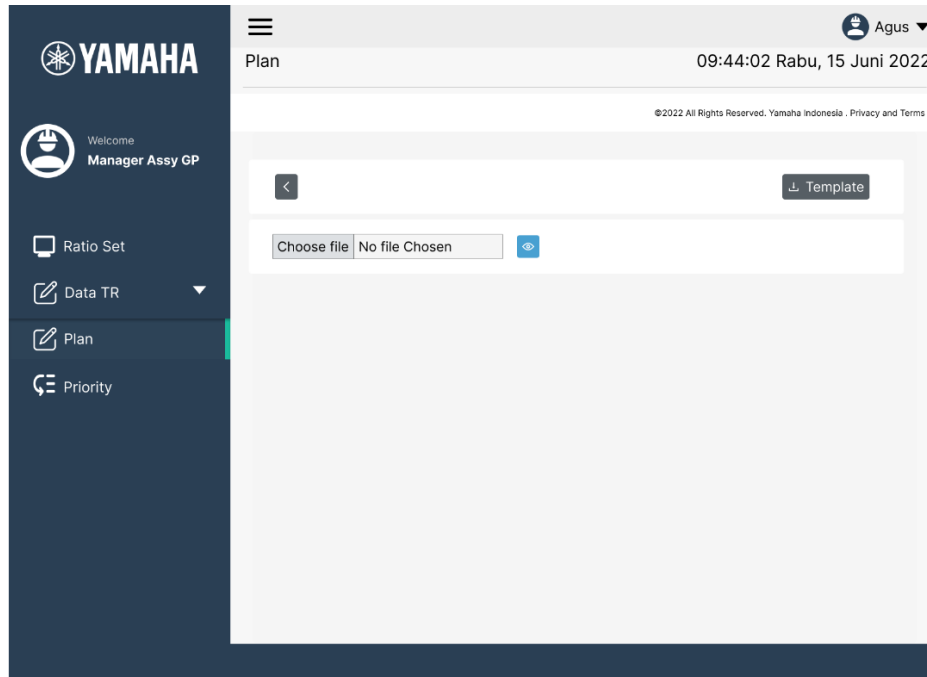 YAMAHA
Agus
Plan
09:44:02 Rabu, 15 Juni 2022
©2022 All Rights Reserved. Yamaha Indonesia . Privacy and Terms
Welcome
Manager Assy GP
Template
Choose file No file Chosen
Ratio Set
Data TR
Plan
Priority